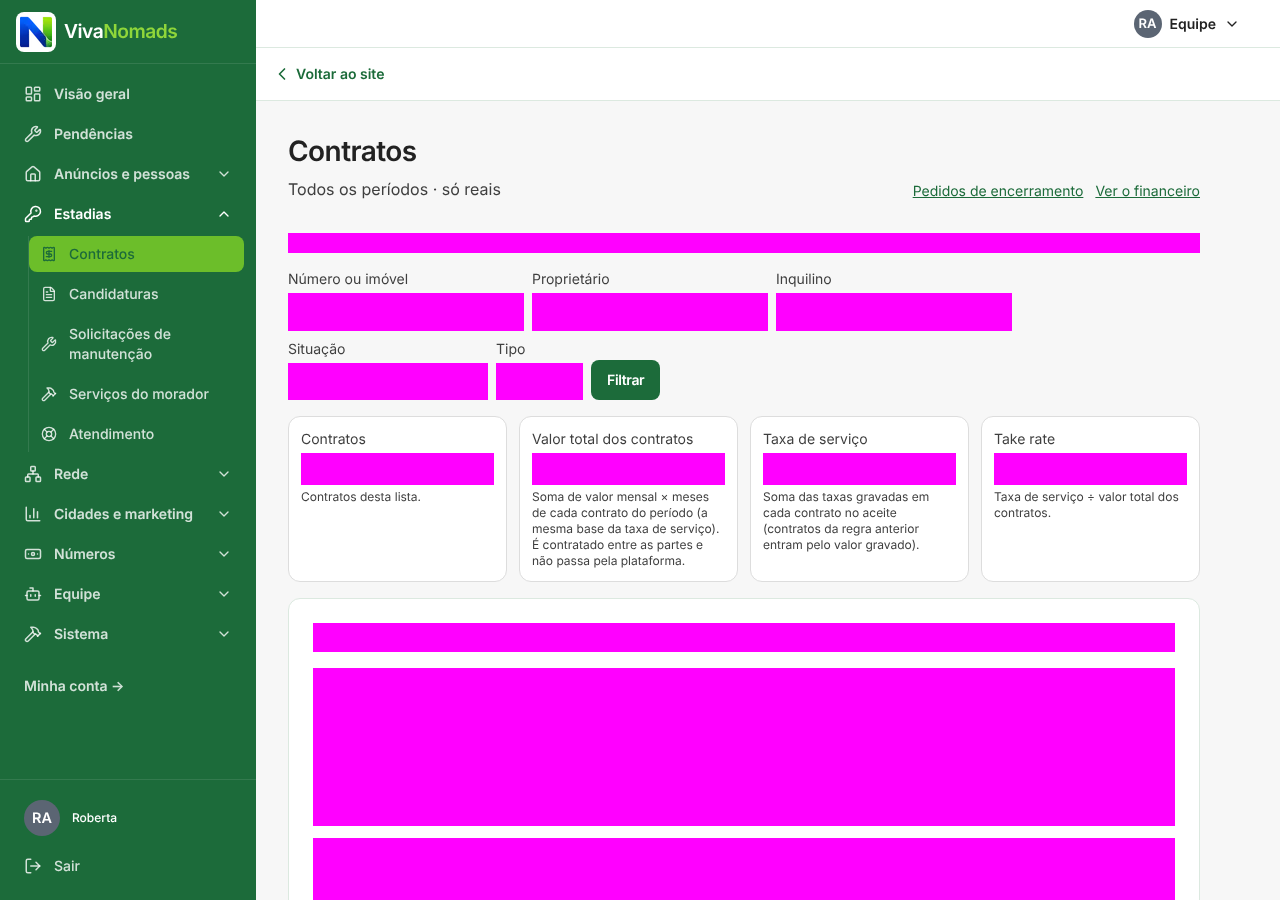 VivaNomads
RA Equipe
Voltar ao site
Visão geral
Pendências
Anúncios e pessoas
Estadias
Contratos
Candidaturas
Solicitações de
manutenção
Serviços do morador
Atendimento
Rede
Cidades e marketing
Números
Equipe
Sistema
Minha conta →
RA Roberta
Sair
Contratos
Todos os períodos · só reais
Pedidos de encerramento Ver o financeiro
Número ou imóvel
Proprietário
Inquilino
Situação
Tipo
Filtrar
Contratos
Contratos desta lista.
Valor total dos contratos
Soma de valor mensal × meses
de cada contrato do período (a
mesma base da taxa de serviço).
É contratado entre as partes e
não passa pela plataforma.
Taxa de serviço
Soma das taxas gravadas em
cada contrato no aceite
(contratos da regra anterior
entram pelo valor gravado).
Take rate
Taxa de serviço ÷ valor total dos
contratos.